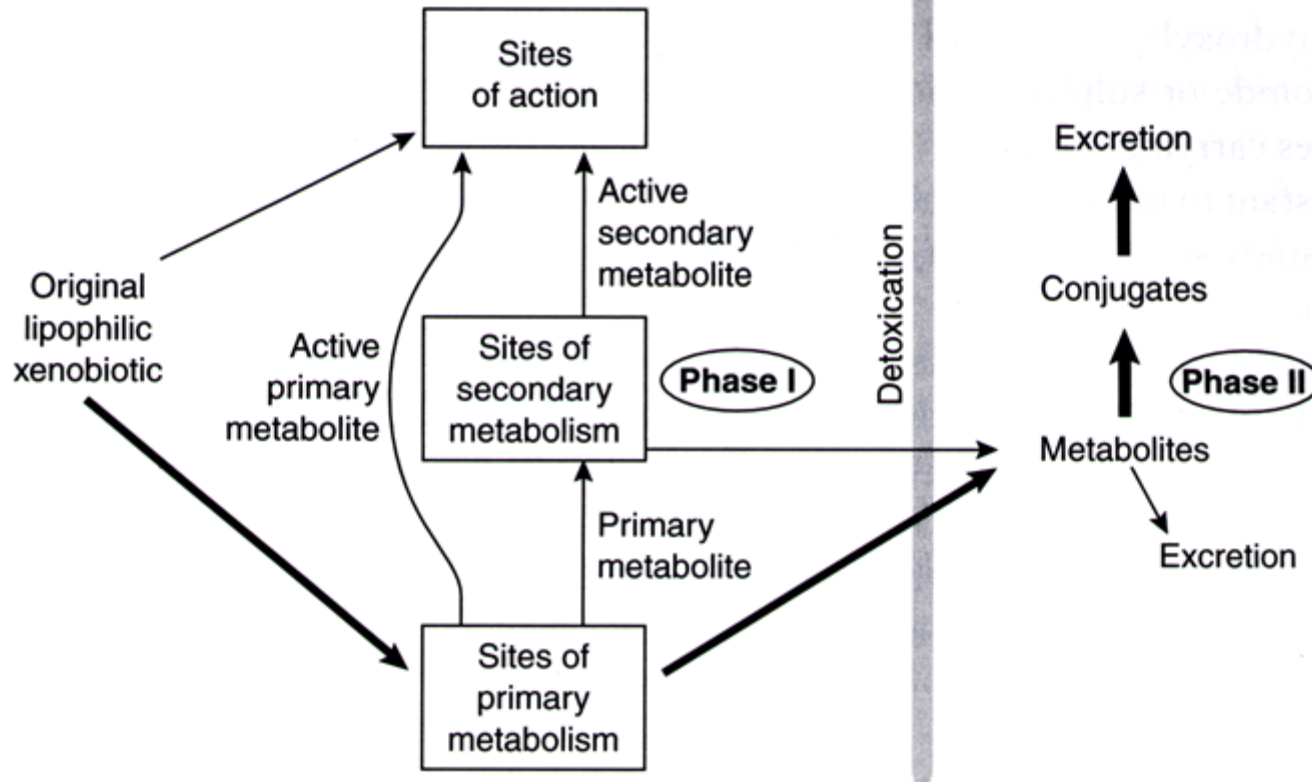 Sites
of action
Original
lipophilic
xenobiotic
Active
primary
metabolite
Active
secondary
metabolite
Sites of
secondary
metabolism
Phase I
Primary
metabolite
Sites of
primary
metabolism
Detoxication
Excretion
Conjugates
Phase II
Metabolites
Excretion